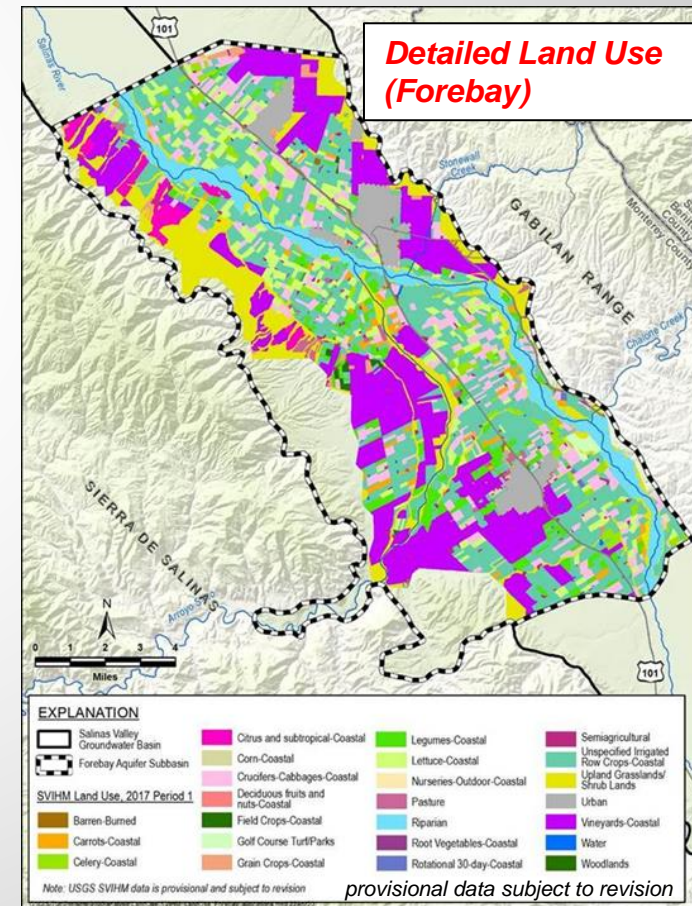 Detailed Land Use
(Forebay)
101
Salinas River
Stonewall
Creek
San
Benito
County
Monterey County
GABILAN RANGE
Chalone Creek
SIERRA DE SALINAS
Arroyo Seco
N
0 1 2 3 4
Miles
101
EXPLANATION
Salinas Valley
Groundwater Basin
Forebay Aquifer Subbasin
SVIHM Land Use, 2017 Period 1
Barren-Burned
Carrots-Coastal
Celery-Coastal
Citrus and subtropical-Coastal
Corn-Coastal
Crucifers-Cabbages-Coastal
Deciduous fruits and
nuts-Coastal
Field Crops-Coastal
Golf Course Turf/Parks
Grain Crops-Coastal
Legumes-Coastal
Lettuce-Coastal
Nurseries-Outdoor-Coastal
Pasture
Riparian
Root Vegetables-Coastal
Rotational 30-day-Coastal
Semiagricultural
Unspecified Irrigated
Row Crops-Coastal
Upland Grasslands/
Shrub Lands
Urban
Vineyards-Coastal
Water
Woodlands
Note: USGS SVIHM data is provisional and subject to revision
provisional data subject to revision